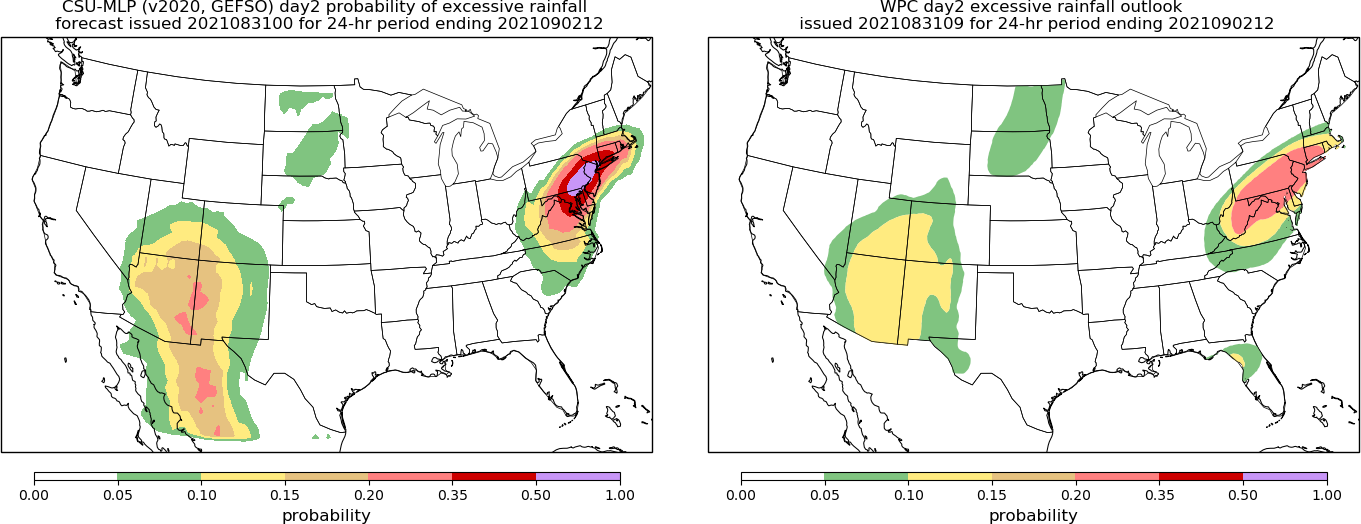 CSU-MLP (v2020, GEFSO) day2 probability of excessive rainfall
forecast issued 2021083100 for 24-hr period ending 2021090212
0.00 0.05 0.10 0.15 0.20 0.35 0.50 1.00
probability
WPC day2 excessive rainfall outlook
issued 2021083109 for 24-hr period ending 2021090212
0.00 0.05 0.10 0.15 0.20 0.35 0.50 1.00
probability